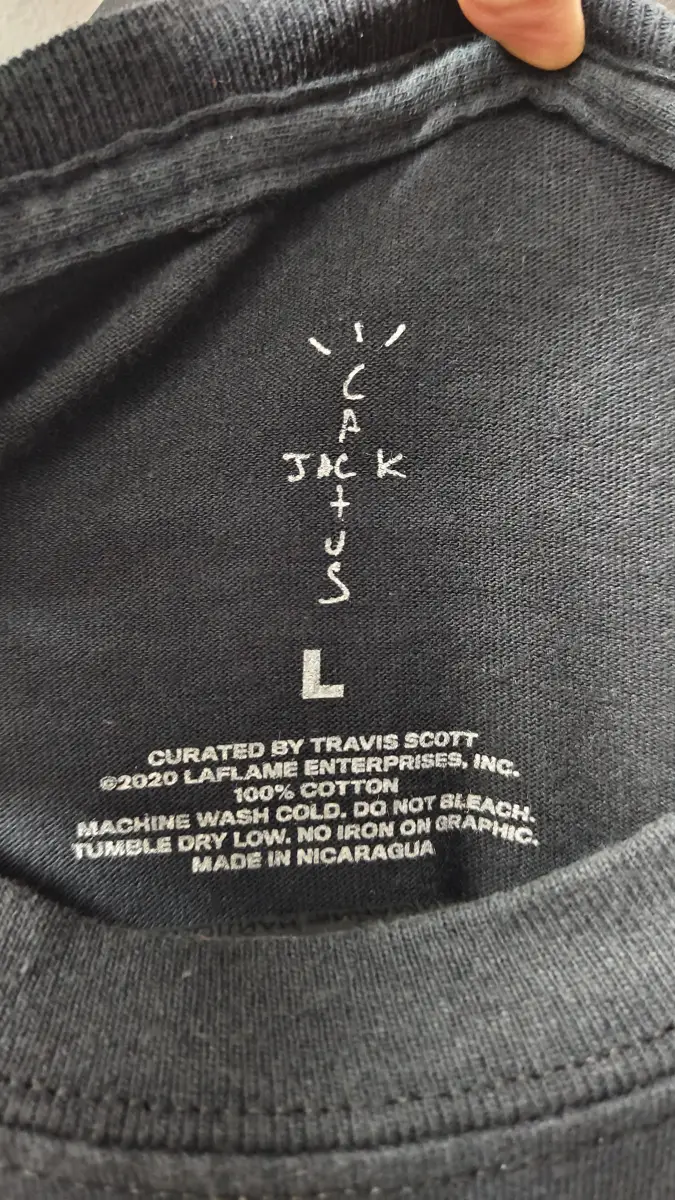 C
A
JACK
T
U
S
L
CURATED BY TRAVIS SCOTT
©2020 LAFLAME ENTERPRISES, INC.
100% COTTON
MACHINE WASH COLD. DO NOT BLEACH.
TUMBLE DRY LOW. NO IRON ON GRAPHIC.
MADE IN NICARAGUA